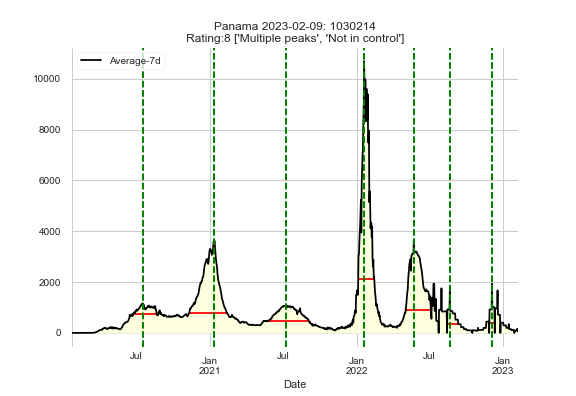 Panama 2023-02-09: 1030214
Rating:8 ['Multiple peaks', 'Not in control']
Average-7d
10000
8000
6000
4000
2000
0
Jul
Jan
2021
Jul
Jan
2022
Jul
Jan
2023
Date